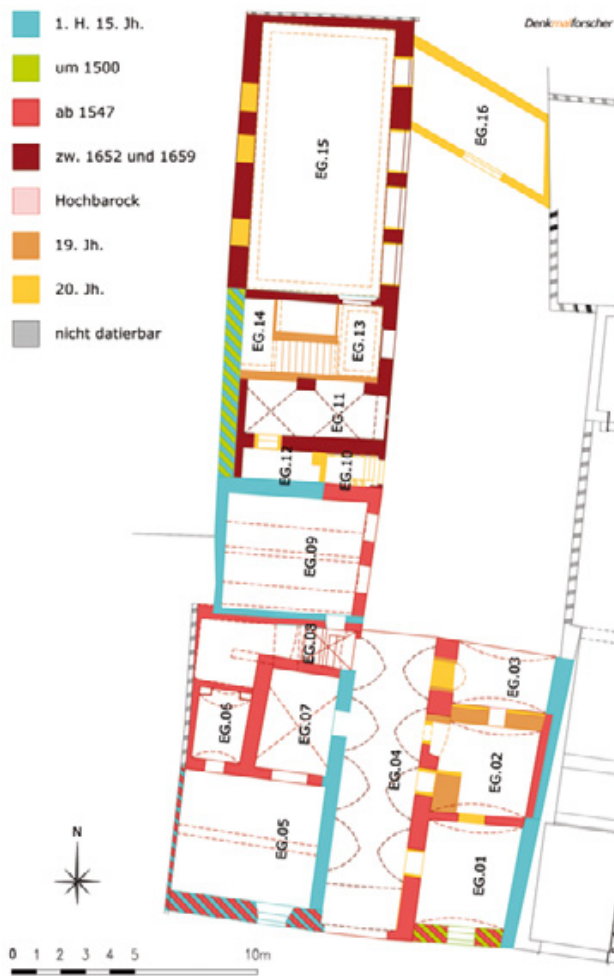 Denkmalforscher
1. H. 15. Jh.
um 1500
ab 1547
zw. 1652 und 1659
Hochbarock
19. Jh.
20. Jh.
nicht datierbar
EG.16
EG.15
EG.14
EG.13
EG.11
EG.12
EG.10
EG.09
EG.08
EG.03
EG.06
EG.07
EG.04
EG.02
EG.05
EG.01
N
0 1 2 3 4 5 10m